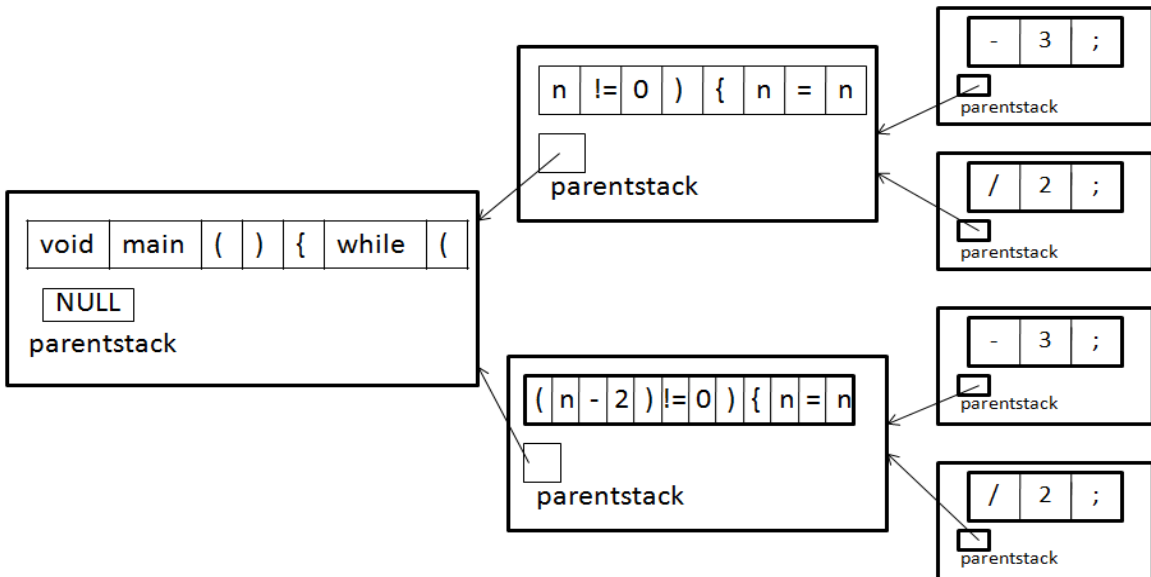 void main ( ) { while (
NULL
parentstack
n != 0 ) { n = n
parentstack
( n - 2 ) != 0 ) { n = n
parentstack
- 3 ;
parentstack
/ 2 ;
parentstack
- 3 ;
parentstack
/ 2 ;
parentstack